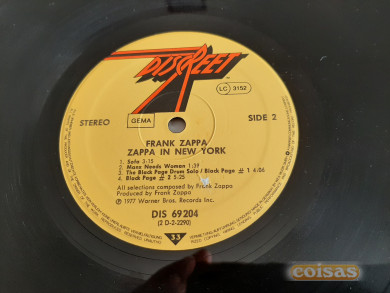 DISCREET
LC 3152
STEREO
GEMA
SIDE 2
FRANK ZAPPA
ZAPPA IN NEW YORK
1. Sofa 3:15
2. Manx Needs Women 1:39
3. The Black Page Drum Solo / Black Page # 1 4:06
4. Black Page # 2 5:25
All selections composed by Frank Zappa
Produced by Frank Zappa
℗ 1977 Warner Bros. Records Inc.
DIS 69 204
(2 D-2-2290)
33
coisas